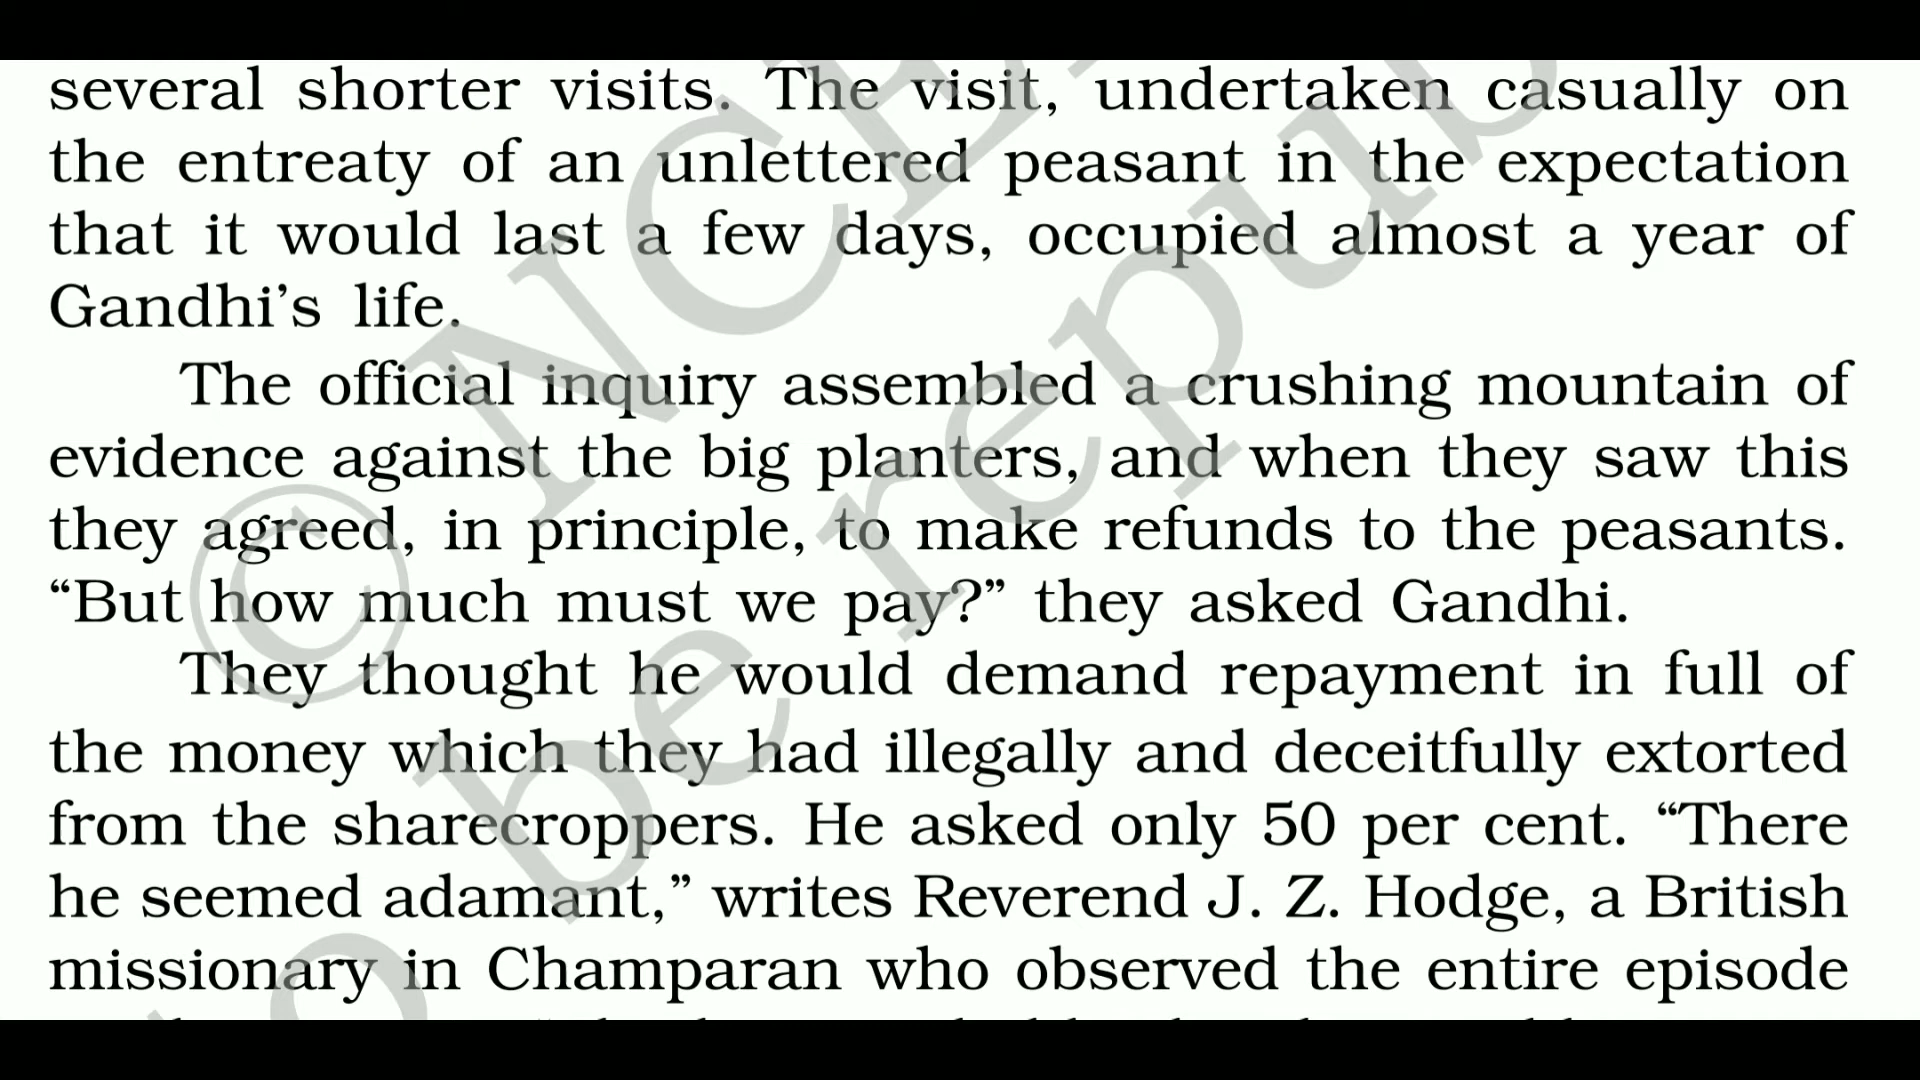 several shorter visits. The visit, undertaken casually on
the entreaty of an unlettered peasant in the expectation
that it would last a few days, occupied almost a year of
Gandhi’s life.
The official inquiry assembled a crushing mountain of
evidence against the big planters, and when they saw this
they agreed, in principle, to make refunds to the peasants.
“But how much must we pay?” they asked Gandhi.
They thought he would demand repayment in full of
the money which they had illegally and deceitfully extorted
from the sharecroppers. He asked only 50 per cent. “There
he seemed adamant,” writes Reverend J. Z. Hodge, a British
missionary in Champaran who observed the entire episode
© NCE
be repub